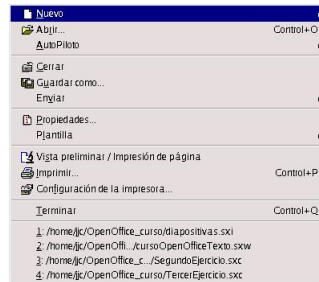 Nuevo
Abrir... Control+O
AutoPiloto
Cerrar
Guardar como...
Enviar
Propiedades...
Plantilla
Vista preliminar / Impresión de página
Imprimir... Control+P
Configuración de la impresora...
Terminar Control+Q
1: /home/jjc/OpenOffice_curso/diapositivas.sxi
2: /home/jjc/OpenOffi.../cursoOpenOfficeTexto.sxw
3: /home/jjc/OpenOffice_c.../SegundoEjercicio.sxc
4: /home/jjc/OpenOffice_curso/TercerEjercicio.sxc